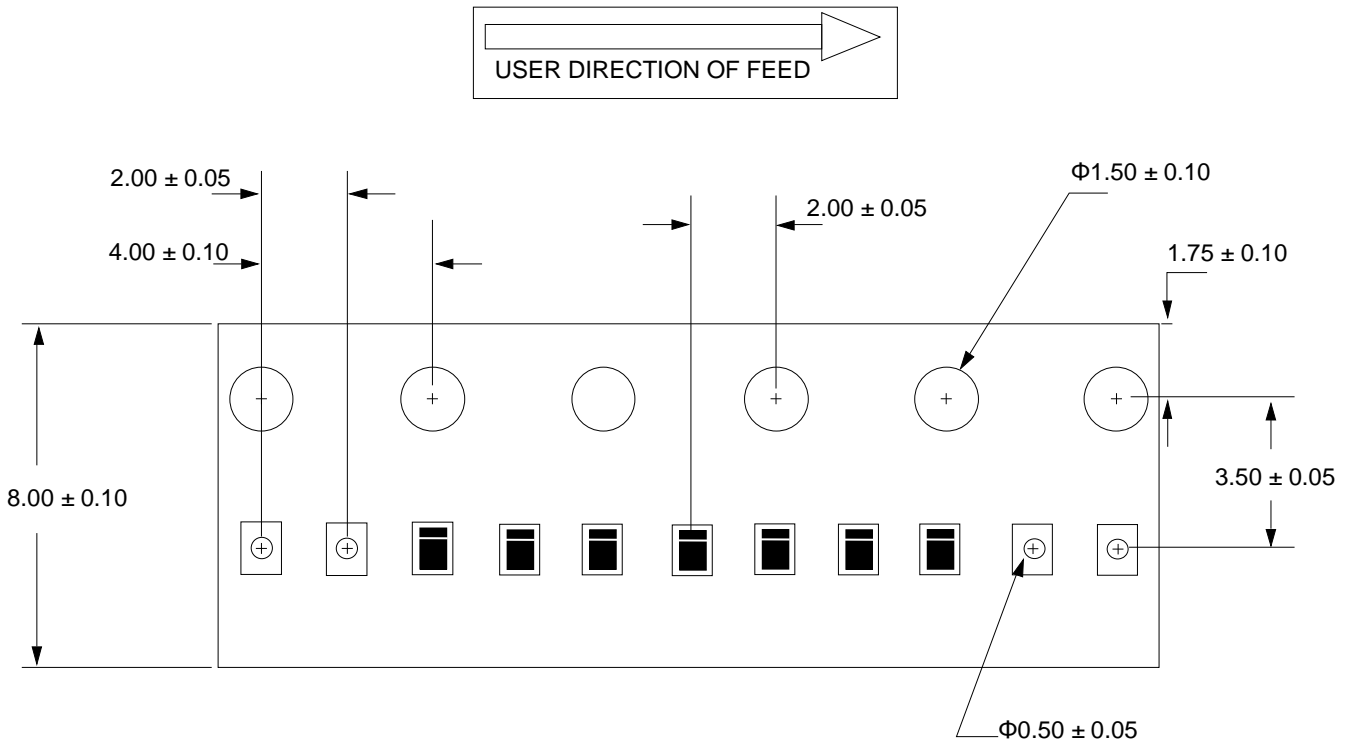 USER DIRECTION OF FEED
2.00 ± 0.05
Φ1.50 ± 0.10
2.00 ± 0.05
4.00 ± 0.10
1.75 ± 0.10
8.00 ± 0.10
3.50 ± 0.05
Φ0.50 ± 0.05